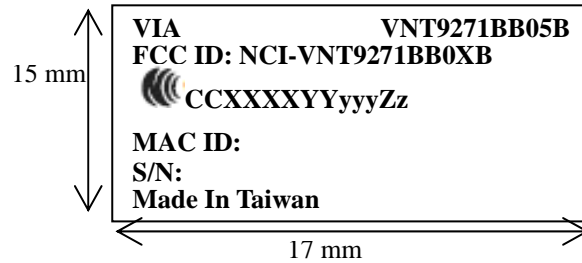 VIA VNT9271BB05B
FCC ID: NCI-VNT9271BB0XB
CCXXXXYYyyyZz
15 mm
MAC ID:
S/N:
Made In Taiwan
17 mm